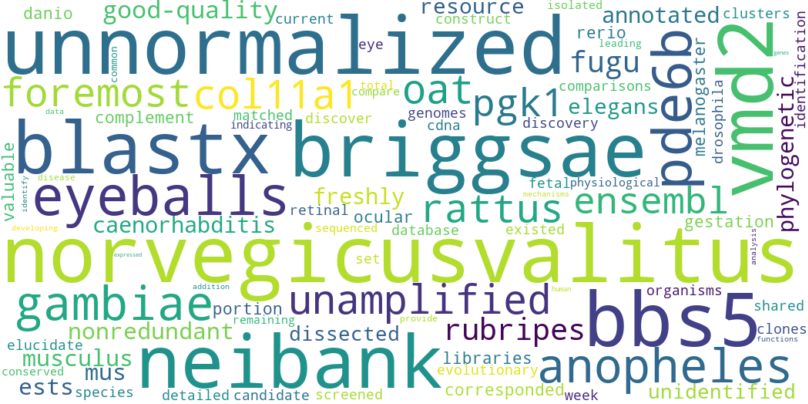 danio good-quality current resource construct isolated annotated clusters
unnormalized eye rerio leading fugu
foremost col11a1 total compare oat pgk1 comparisons elegans pde6b melanogaster drosophila vmd2 genes phylogenetic identification
common complement matched indicating discover genomes cdna discovery
data blastx briggsae
valuable identify disease eyeballs freshly retinal ocular rattus fetal physiological mechanisms ensembl
developing caenorhabditis sequenced database existed gestation
norvegicus valitus analysis
expressed set
gambiae addition portion unamplified human organisms bbs5 shared
nonredundant remaining dissected provide rubripes clones functions
elucidate musculus neibank libraries anopheles
conserved ests mus species evolutionary
detailed candidate screened corresponded week unidentified